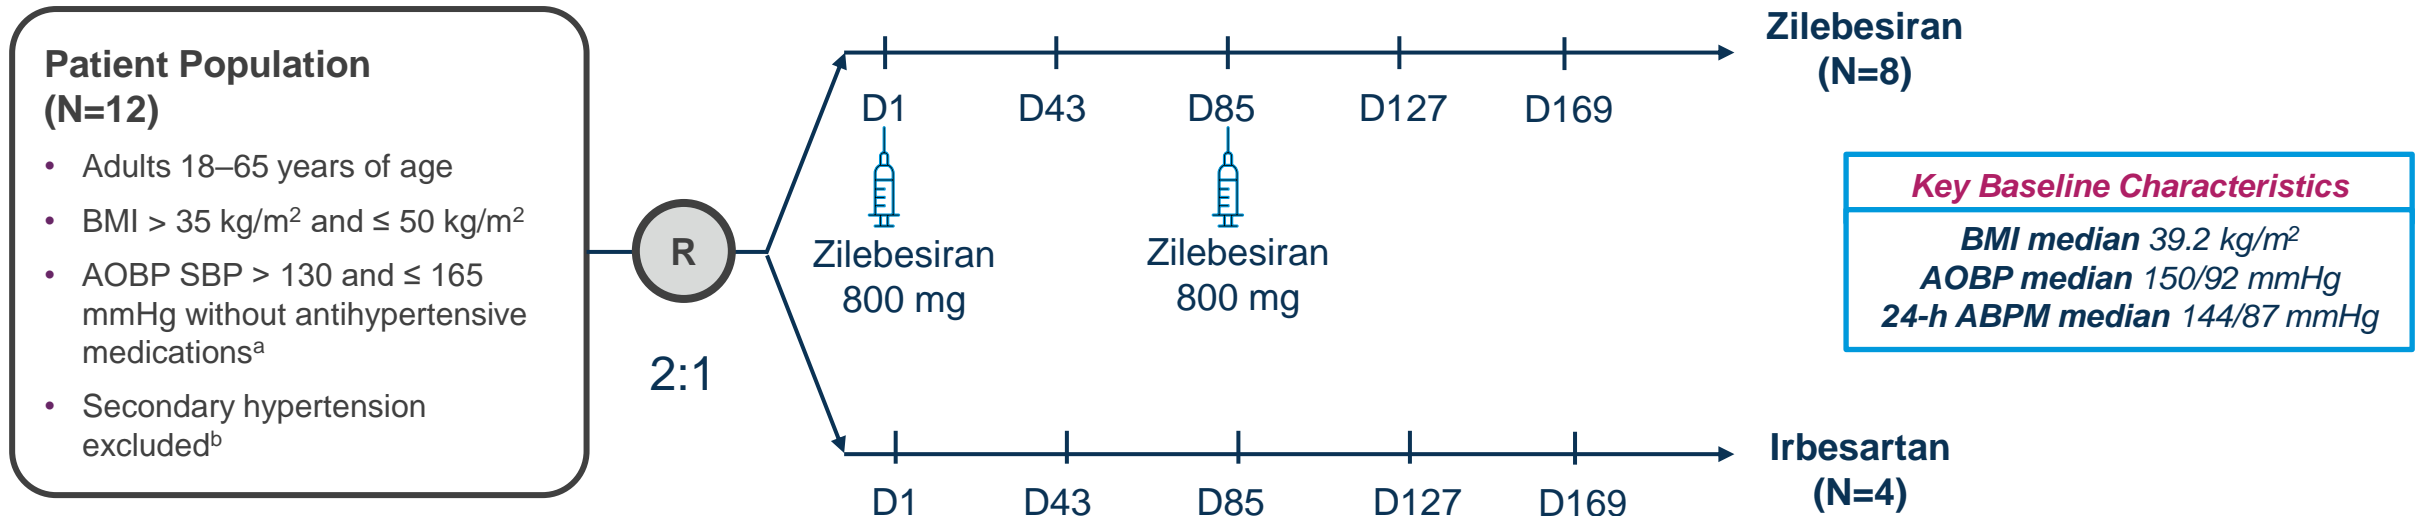 Patient Population
(N=12)
• Adults 18–65 years of age
• BMI > 35 kg/m² and ≤ 50 kg/m²
• AOBP SBP > 130 and ≤ 165
mmHg without antihypertensive
medicationsᵃ
• Secondary hypertension
excludedᵇ
R
2:1
D1
D43
D85
D127
D169
Zilebesiran
800 mg
Zilebesiran
800 mg
Zilebesiran
(N=8)
D1
D43
D85
D127
D169
Irbesartan
(N=4)
Key Baseline Characteristics
BMI median 39.2 kg/m²
AOBP median 150/92 mmHg
24-h ABPM median 144/87 mmHg